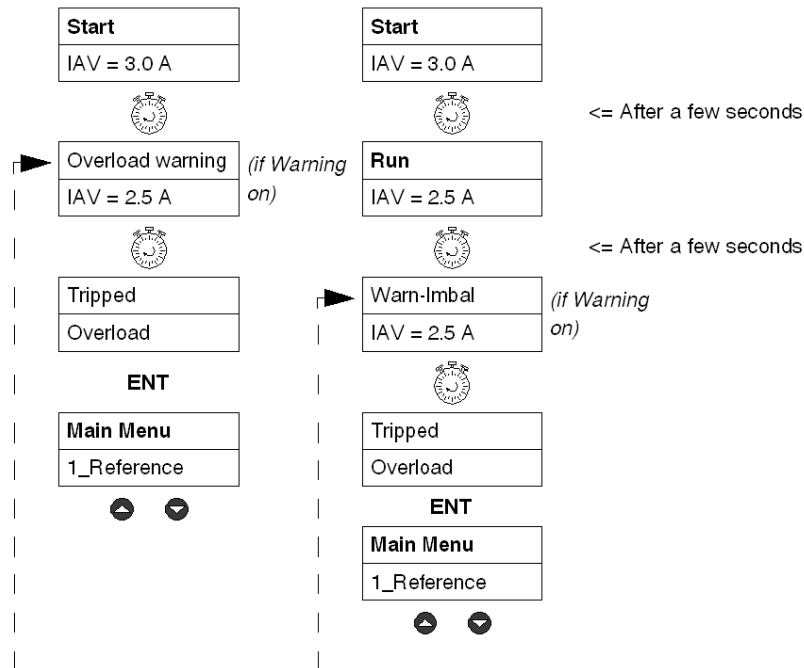 Start
IAV = 3.0 A
Overload warning
(if Warning
on)
IAV = 2.5 A
Tripped
Overload
ENT
Main Menu
1_Reference
Start
IAV = 3.0 A
<= After a few seconds
Run
IAV = 2.5 A
<= After a few seconds
Warn-Imbal
(if Warning
on)
IAV = 2.5 A
Tripped
Overload
ENT
Main Menu
1_Reference